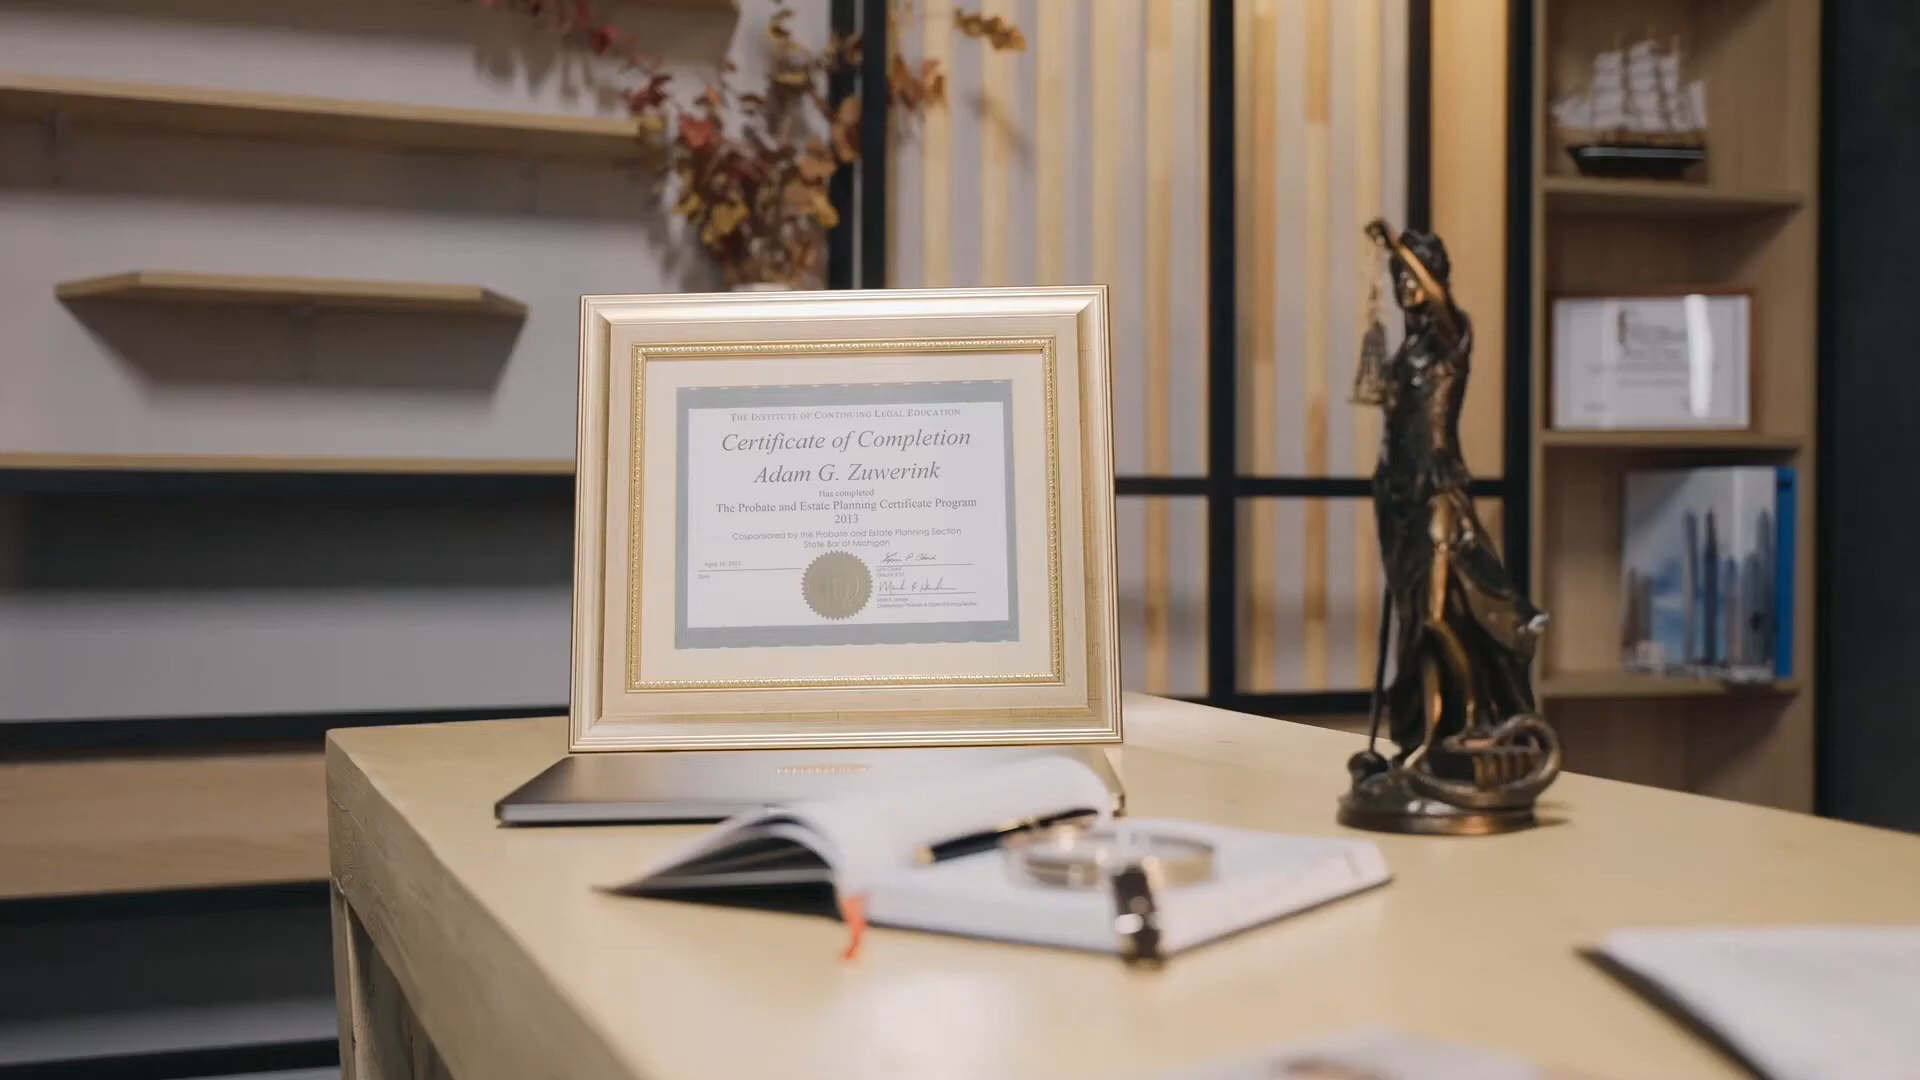 THE INSTITUTE OF CONTINUING LEGAL EDUCATION
Certificate of Completion
Adam G. Zuwerink
Has completed
The Probate and Estate Planning Certificate Program
2013
Cosponsored by the Probate and Estate Planning Section
State Bar of Michigan
Date